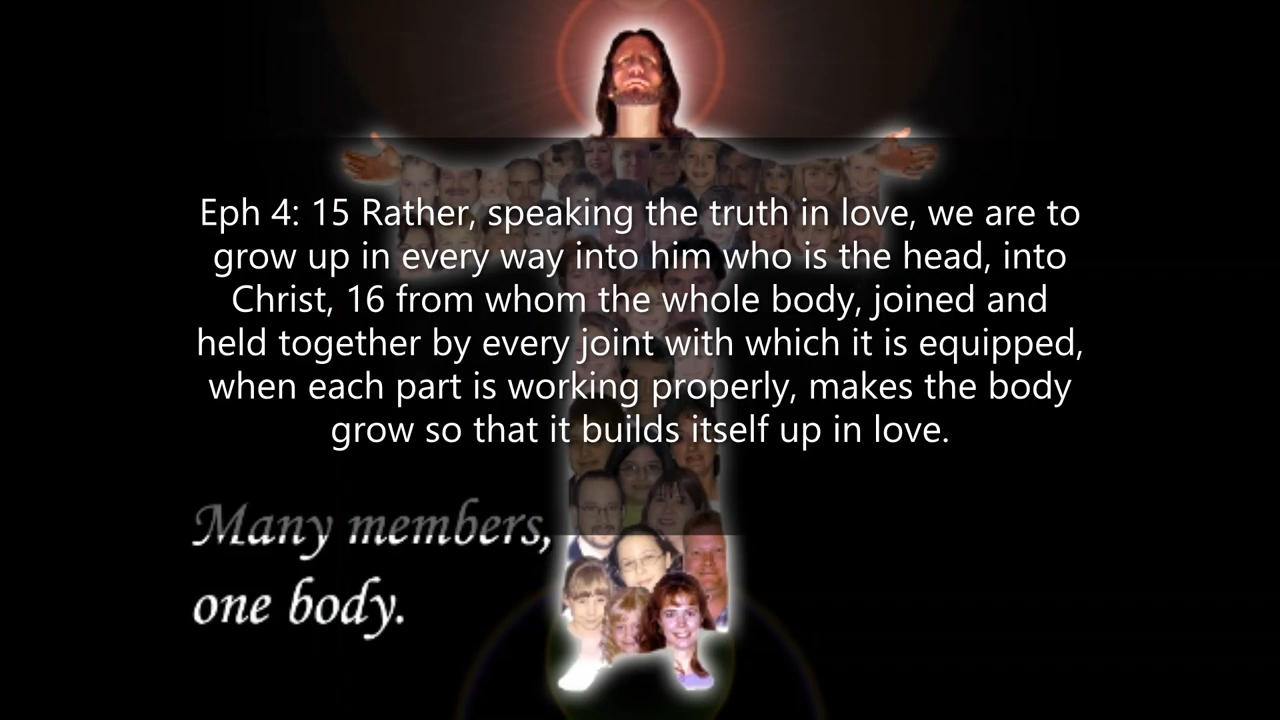 Eph 4: 15 Rather, speaking the truth in love, we are to
grow up in every way into him who is the head, into
Christ, 16 from whom the whole body, joined and
held together by every joint with which it is equipped,
when each part is working properly, makes the body
grow so that it builds itself up in love.
Many members,
one body.